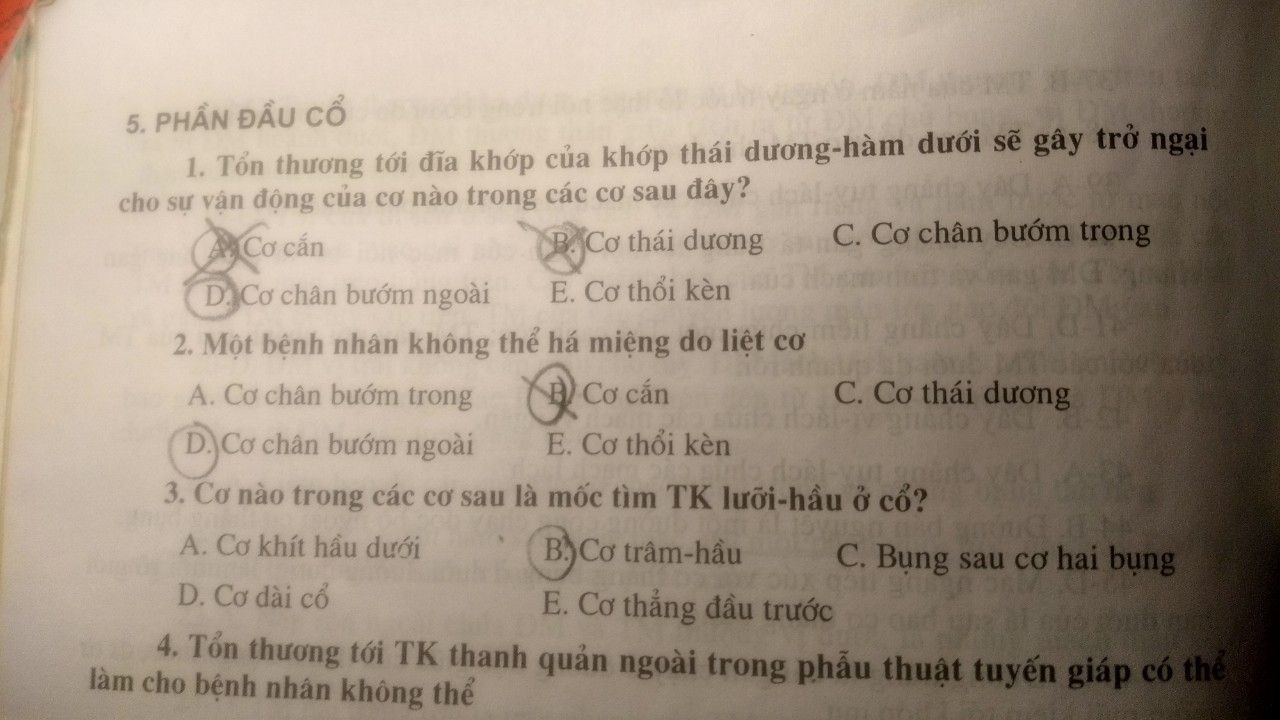 5. PHẦN ĐẦU CỔ
1. Tổn thương tới đĩa khớp của khớp thái dương-hàm dưới sẽ gây trở ngại
cho sự vận động của cơ nào trong các cơ sau đây?
A. Cơ cắn B. Cơ thái dương C. Cơ chân bướm trong
D. Cơ chân bướm ngoài E. Cơ thổi kèn
2. Một bệnh nhân không thể há miệng do liệt cơ
A. Cơ chân bướm trong B. Cơ cắn C. Cơ thái dương
D. Cơ chân bướm ngoài E. Cơ thổi kèn
3. Cơ nào trong các cơ sau là mốc tìm TK lưỡi-hầu ở cổ?
A. Cơ khít hầu dưới B. Cơ trâm-hầu C. Bụng sau cơ hai bụng
D. Cơ dài cổ E. Cơ thẳng đầu trước
4. Tổn thương tới TK thanh quản ngoài trong phẫu thuật tuyến giáp có thể
làm cho bệnh nhân không thể